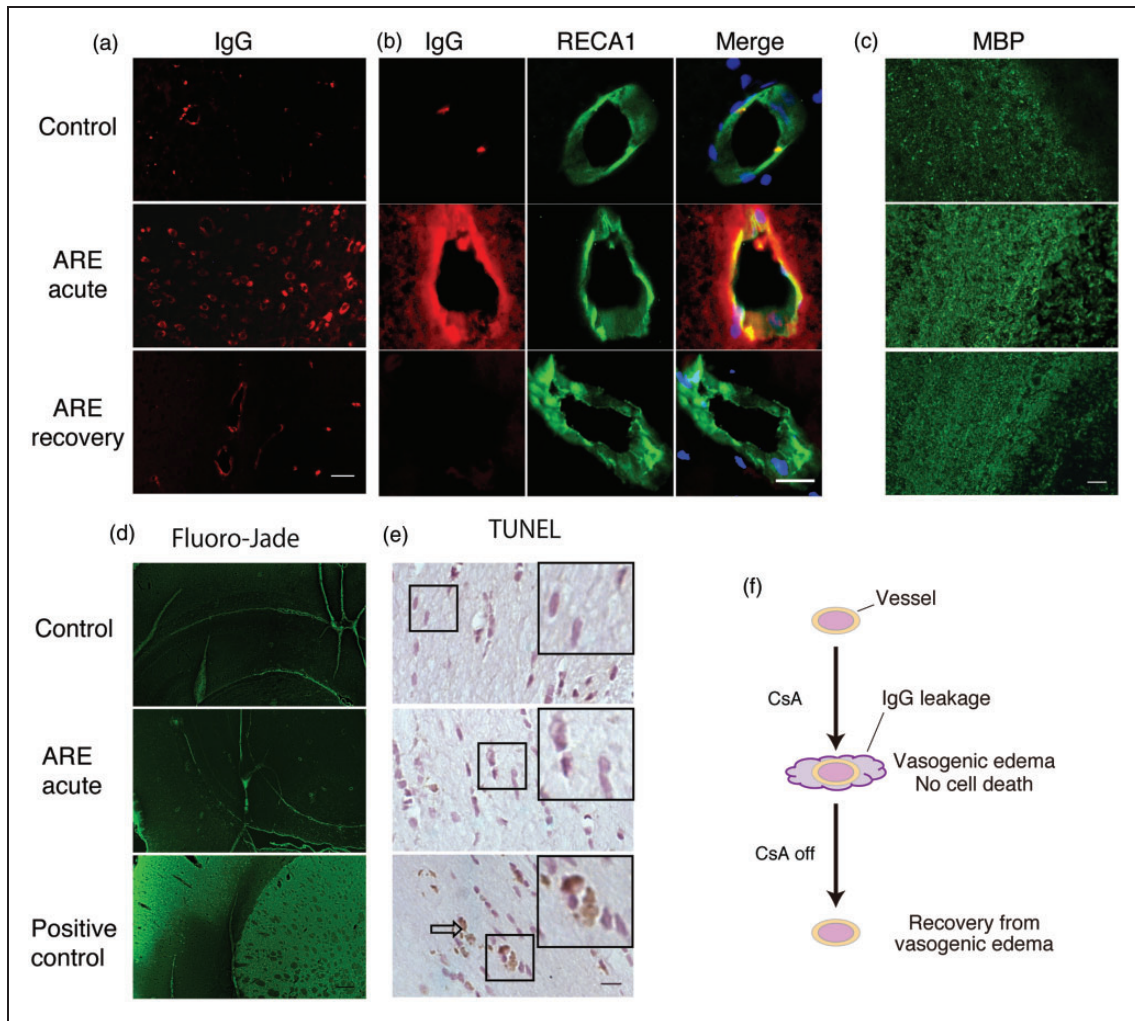 (a)
IgG
(b)
IgG
RECA1
Merge
(c)
MBP
Control
ARE
acute
ARE
recovery
(d)
Fluoro-Jade
(e)
TUNEL
Control
ARE
acute
Positive
control
(f)
Vessel
CsA
IgG leakage
Vasogenic edema
No cell death
CsA off
Recovery from
vasogenic edema